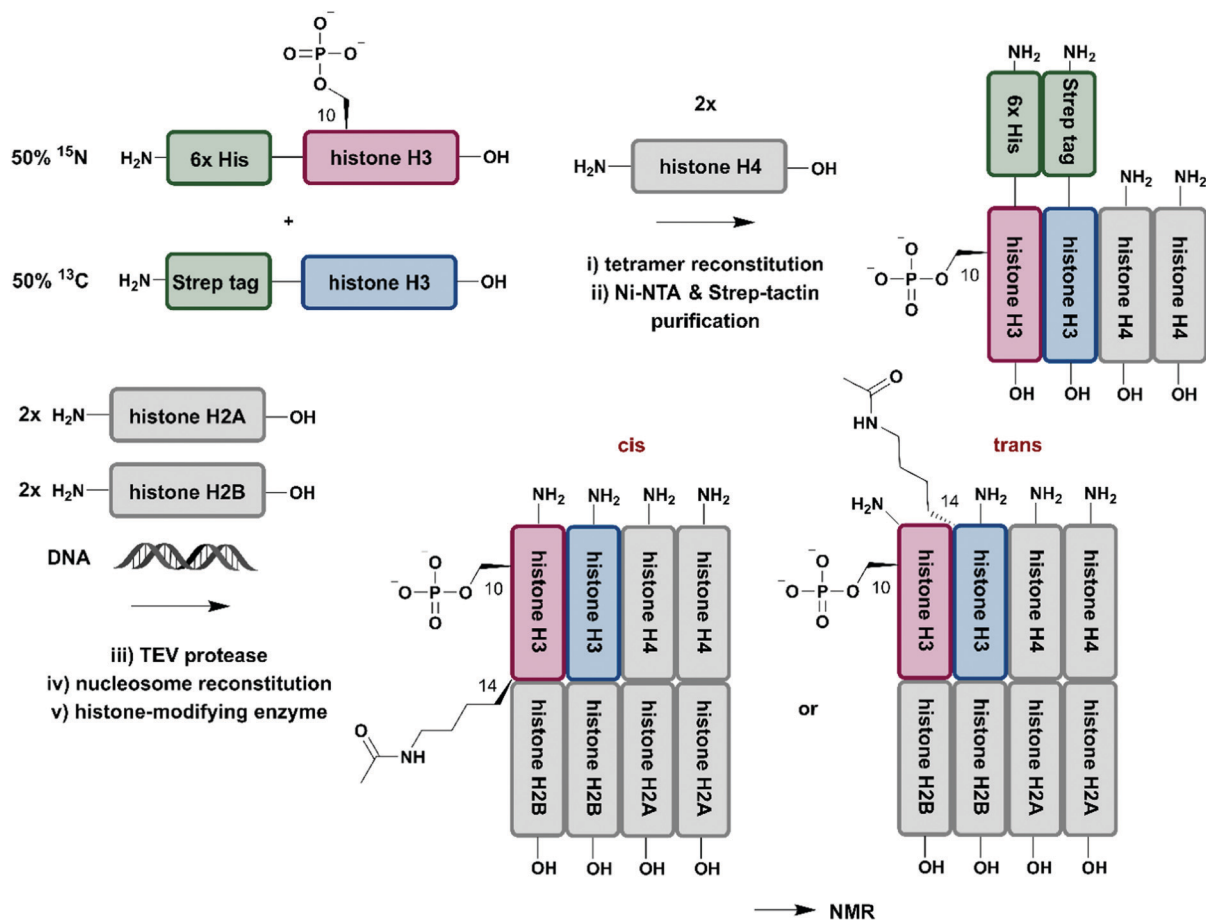 O⁻
O=P–O⁻
O
10
50% ¹⁵N
H₂N
6x His
histone H3
OH
+
50% ¹³C
H₂N
Strep tag
histone H3
OH
2x
H₂N
histone H4
OH
i) tetramer reconstitution
ii) Ni-NTA & Strep-tactin
purification
NH₂
NH₂
6x His
Strep tag
NH₂
NH₂
O⁻
⁻O–P–O
O
10
histone H3
histone H3
histone H4
histone H4
OH
OH
OH
OH
2x H₂N
histone H2A
OH
2x H₂N
histone H2B
OH
DNA
iii) TEV protease
iv) nucleosome reconstitution
v) histone-modifying enzyme
cis
NH₂
NH₂
NH₂
NH₂
O⁻
⁻O–P–O
O
10
histone H3
histone H3
histone H4
histone H4
14
O
NH
histone H2B
histone H2B
histone H2A
histone H2A
OH
OH
OH
OH
or
trans
O
HN
14
H₂N
NH₂
NH₂
NH₂
O⁻
⁻O–P–O
O
10
histone H3
histone H3
histone H4
histone H4
histone H2B
histone H2B
histone H2A
histone H2A
OH
OH
OH
OH
NMR